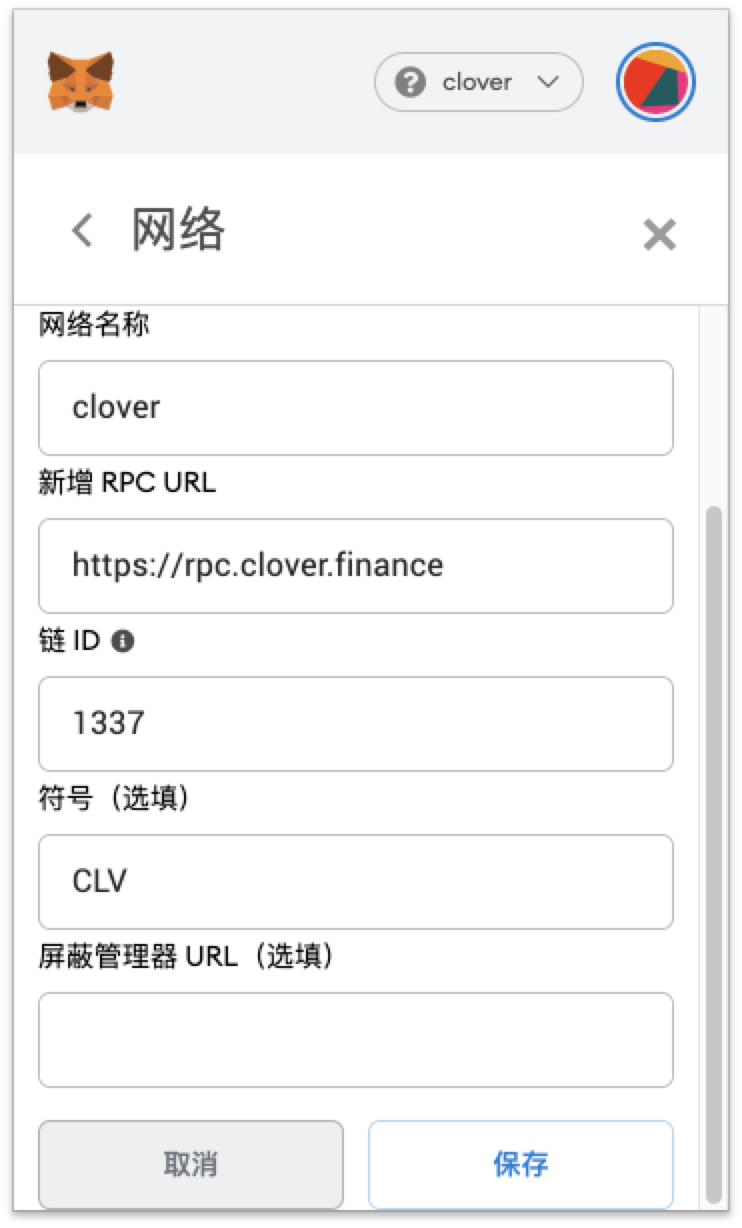 clover
网络
网络名称
clover
新增 RPC URL
https://rpc.clover.finance
链 ID
1337
符号（选填）
CLV
屏蔽管理器 URL（选填）
取消
保存